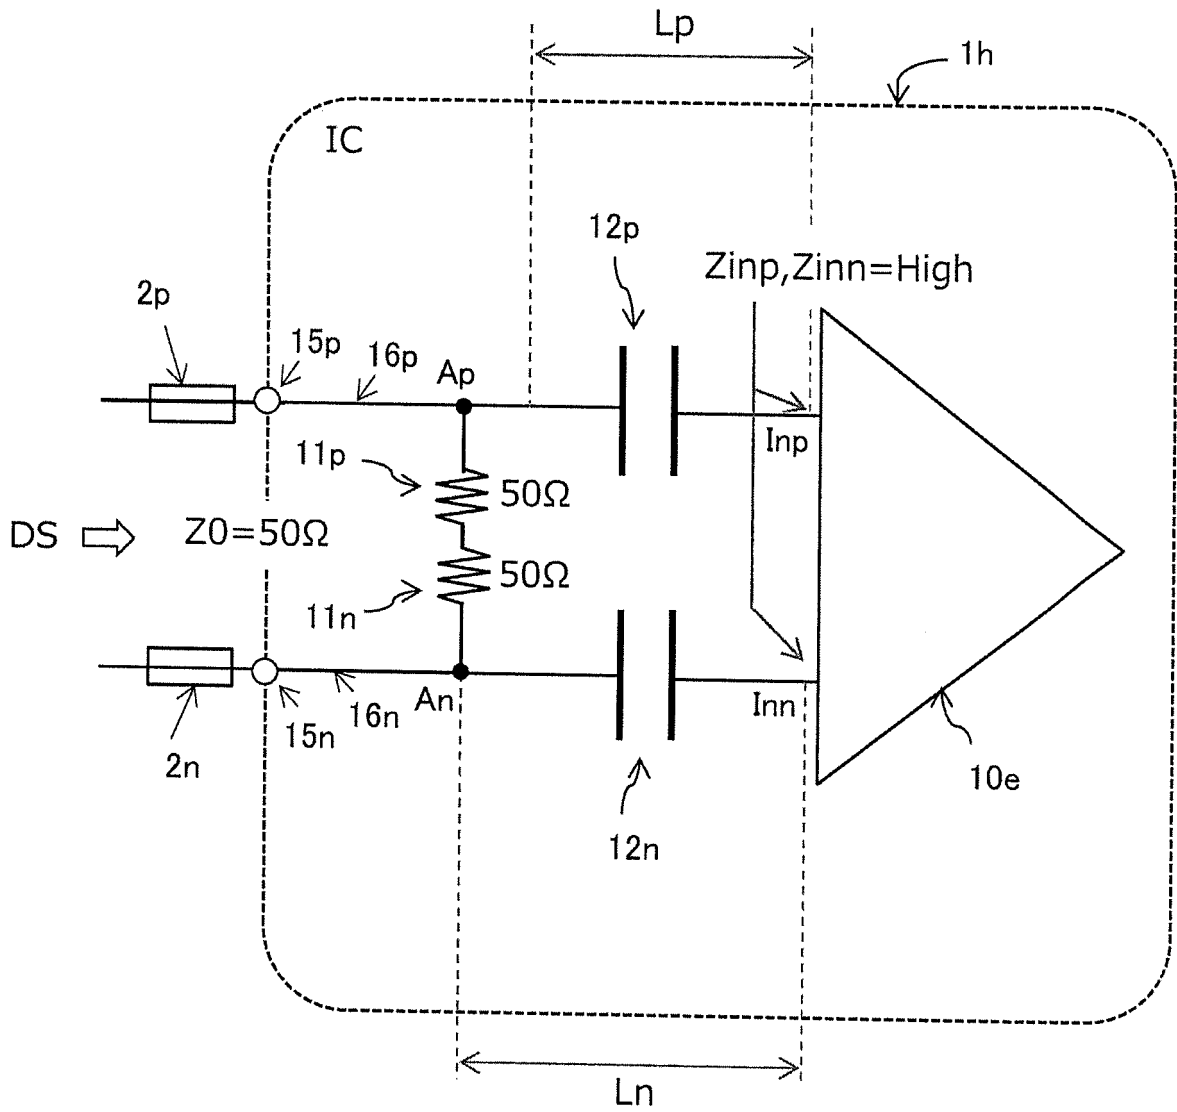 Lp
1h
IC
12p
Zinp,Zinn=High
2p
15p
16p
Ap
Inp
11p
50Ω
DS
Z0=50Ω
50Ω
11n
An
Inn
16n
15n
2n
10e
12n
Ln